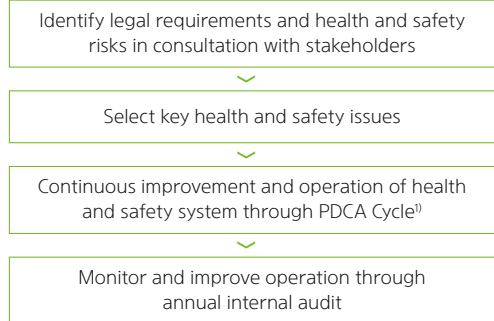 Identify legal requirements and health and safety
risks in consultation with stakeholders
Select key health and safety issues
Continuous improvement and operation of health
and safety system through PDCA Cycle¹⁾
Monitor and improve operation through
annual internal audit